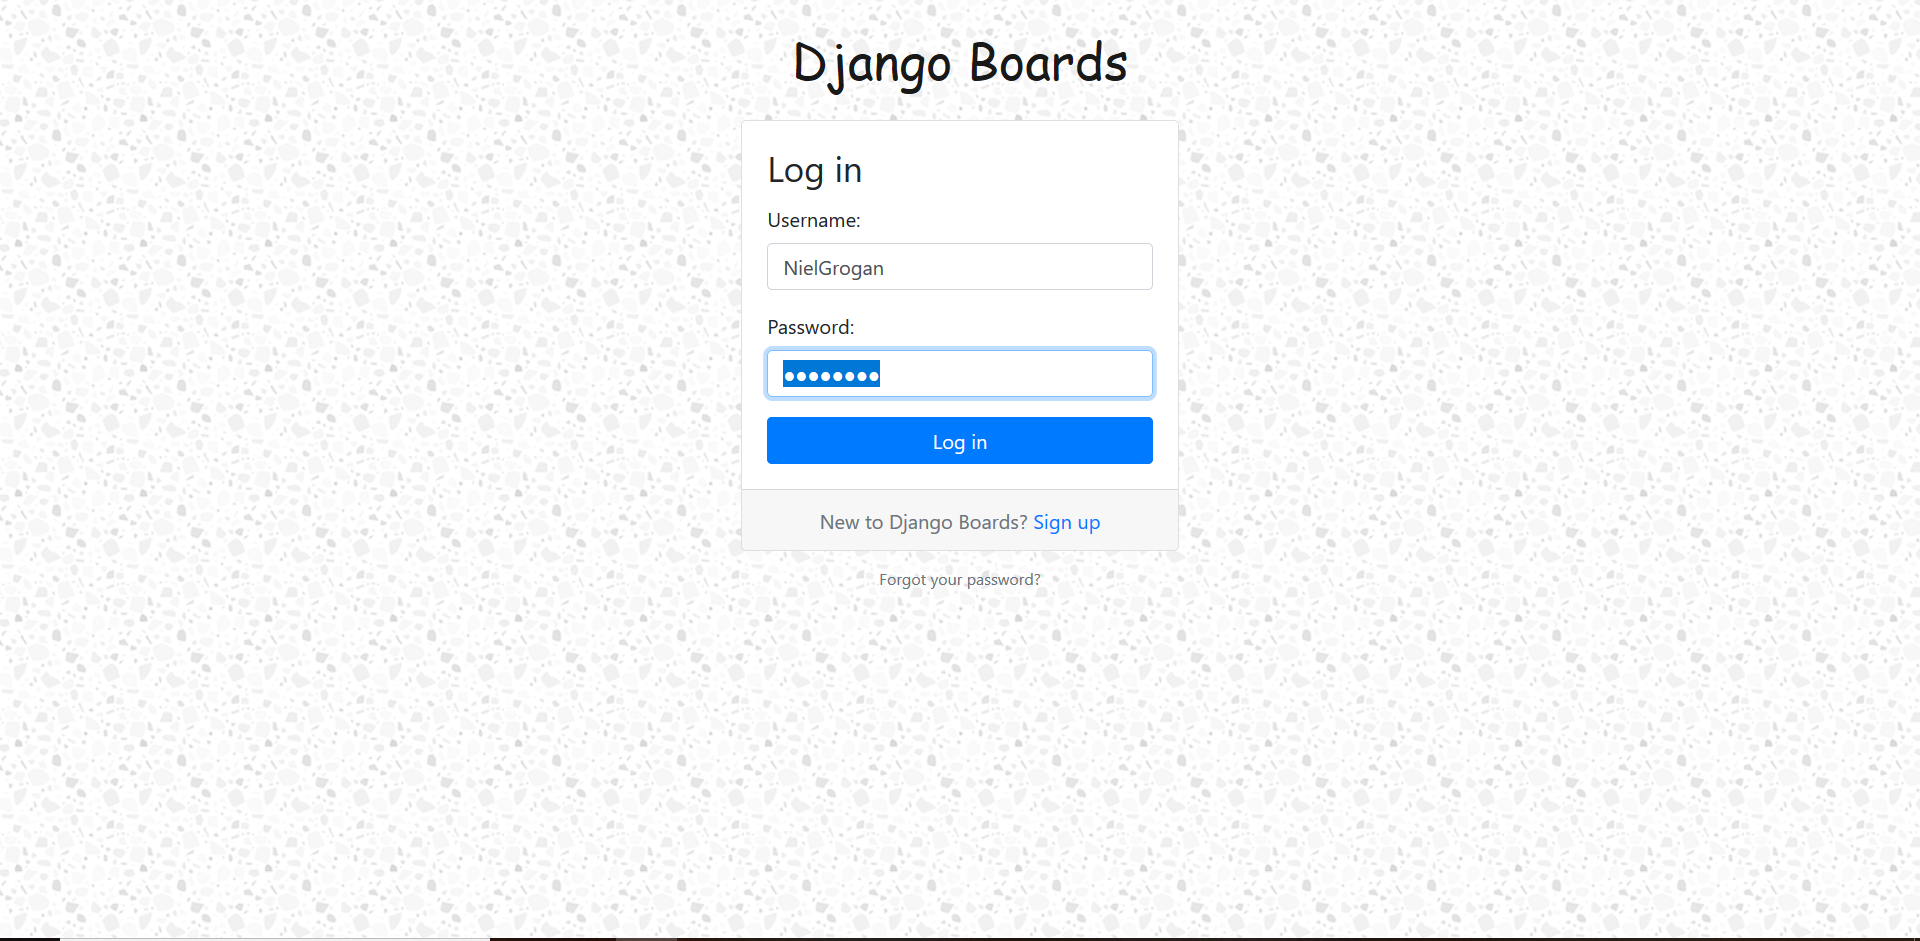 Django Boards
Log in
Username:
NielGrogan
Password:
••••••••
Log in
New to Django Boards? Sign up
Forgot your password?